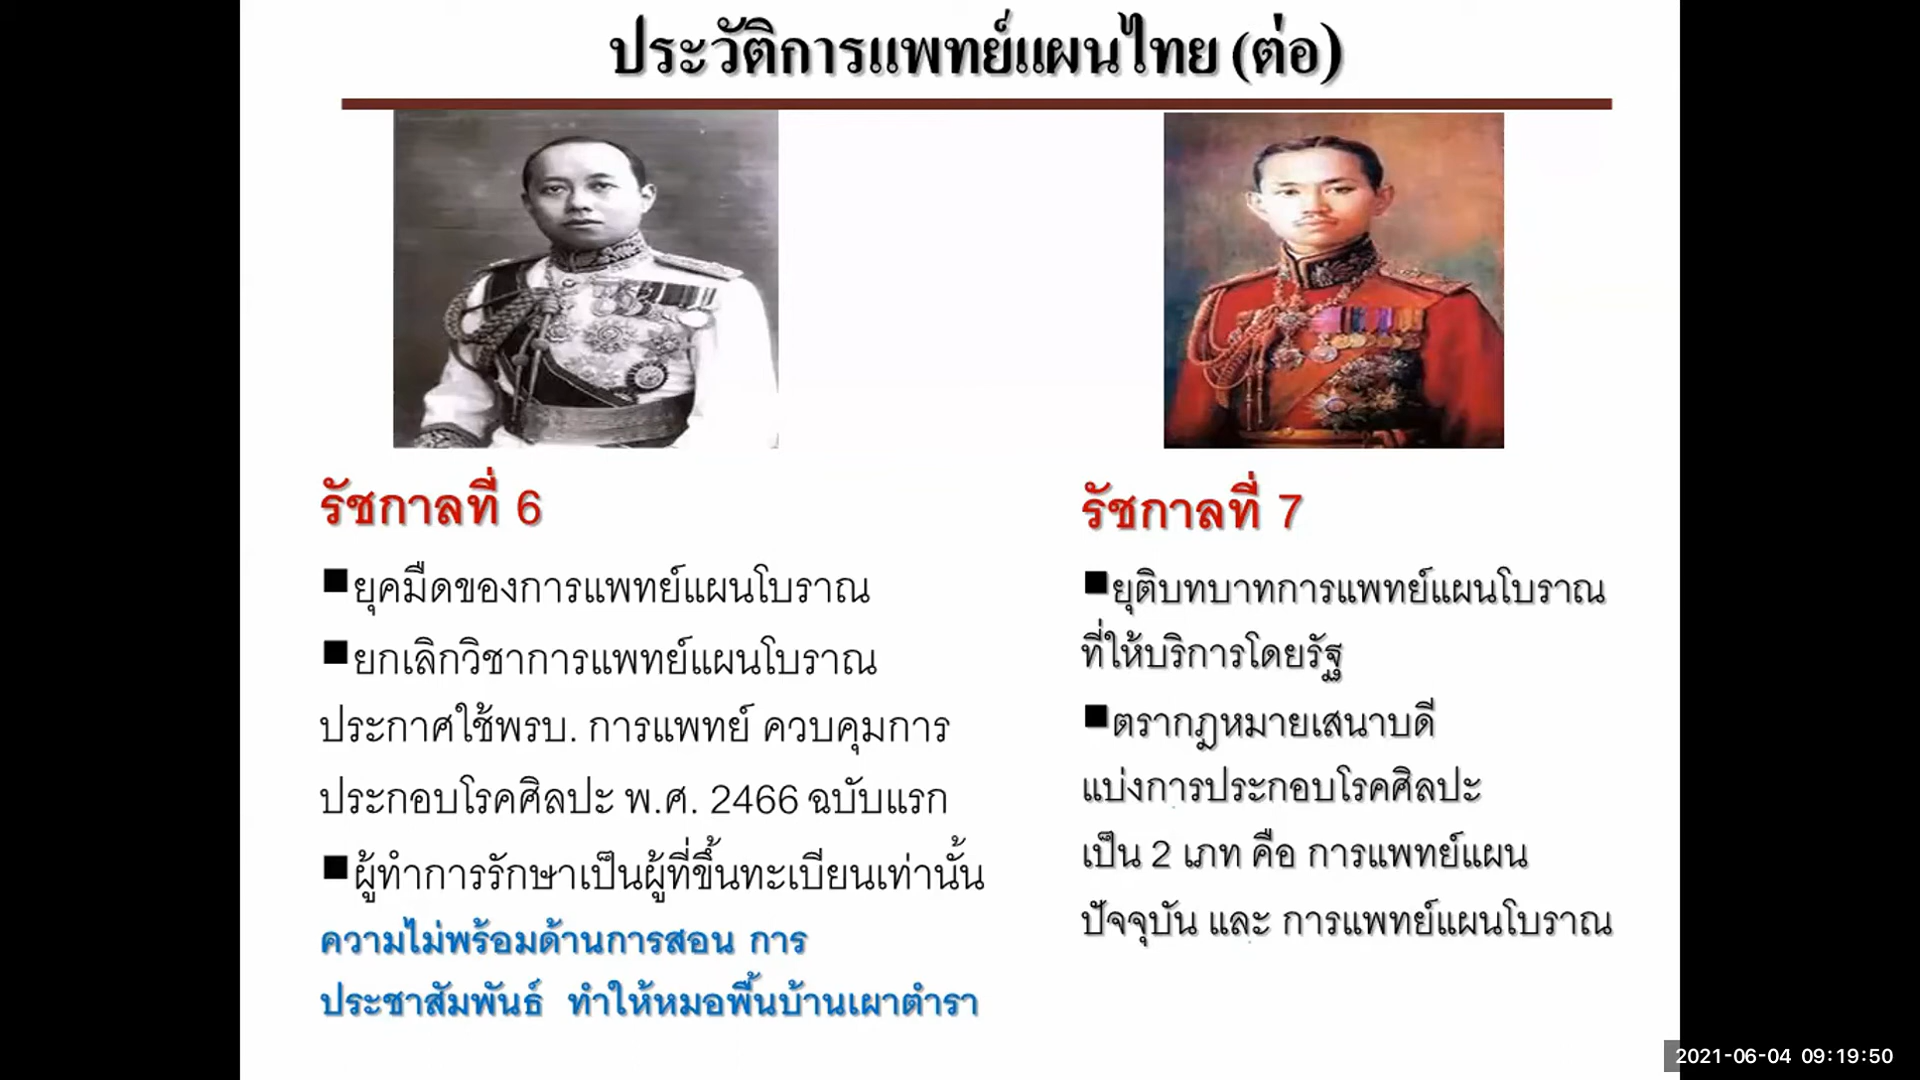 ประวัติการแพทย์แผนไทย (ต่อ)
รัชกาลที่ 6
■ยุคมืดของการแพทย์แผนโบราณ
■ยกเลิกวิชาการแพทย์แผนโบราณ
ประกาศใช้พรบ. การแพทย์ ควบคุมการ
ประกอบโรคศิลปะ พ.ศ. 2466 ฉบับแรก
■ผู้ทำการรักษาเป็นผู้ที่ขึ้นทะเบียนเท่านั้น
ความไม่พร้อมด้านการสอน การ
ประชาสัมพันธ์ ทำให้หมอพื้นบ้านเผาตำรา
รัชกาลที่ 7
■ยุติบทบาทการแพทย์แผนโบราณ
ที่ให้บริการโดยรัฐ
■ตรากฎหมายเสนาบดี
แบ่งการประกอบโรคศิลปะ
เป็น 2 เภท คือ การแพทย์แผน
ปัจจุบัน และ การแพทย์แผนโบราณ
2021-06-04 09:19:50